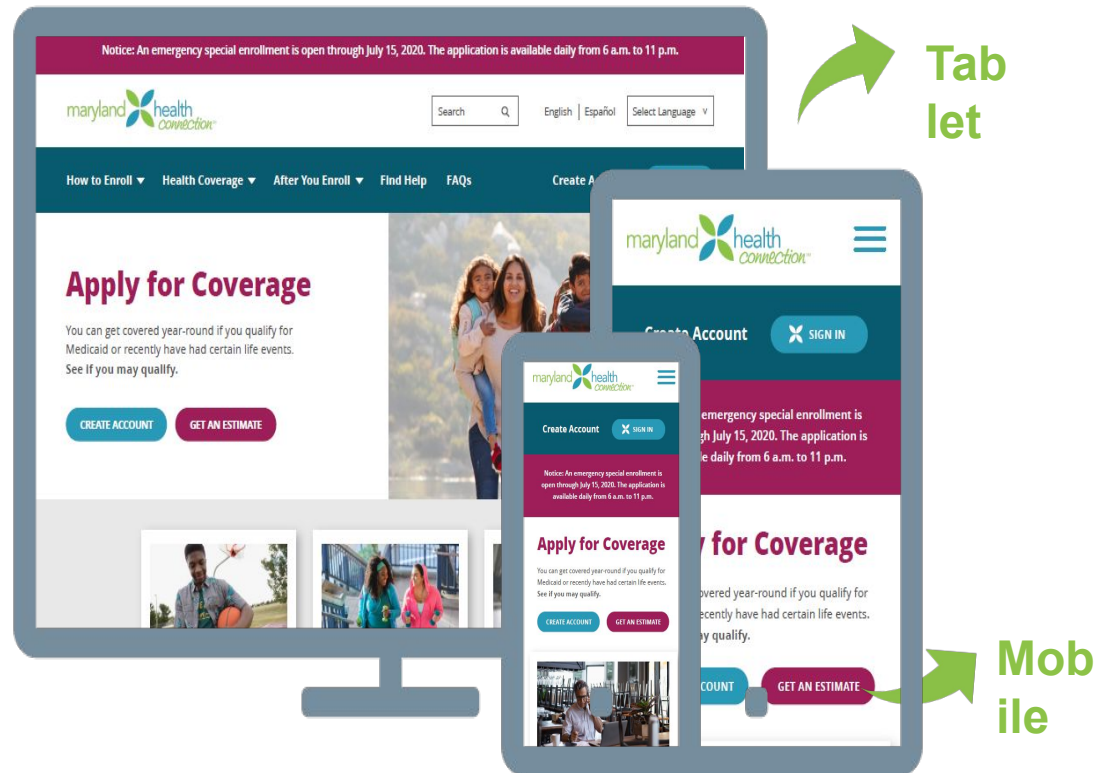 Notice: An emergency special enrollment is open through July 15, 2020. The application is available daily from 6 a.m. to 11 p.m.
maryland health
connection
Search
English | Español
Select Language
How to Enroll
Health Coverage
After You Enroll
Find Help
FAQs
Create A
Apply for Coverage
You can get covered year-round if you qualify for
Medicaid or recently have had certain life events.
See if you may qualify.
CREATE ACCOUNT
GET AN ESTIMATE
Tab
let
maryland health
connection
Create Account
SIGN IN
emergency special enrollment is
gh July 15, 2020. The application is
le daily from 6 a.m. to 11 p.m.
for Coverage
overed year-round if you qualify for
ecently have had certain life events.
ay qualify.
COUNT
GET AN ESTIMATE
maryland health
connection
Create Account
SIGN IN
Notice: An emergency special enrollment is
open through July 15, 2020. The application is
available daily from 6 a.m. to 11 p.m.
Apply for Coverage
You can get covered year-round if you qualify for
Medicaid or recently have had certain life events.
See if you may qualify.
CREATE ACCOUNT
GET AN ESTIMATE
Mob
ile